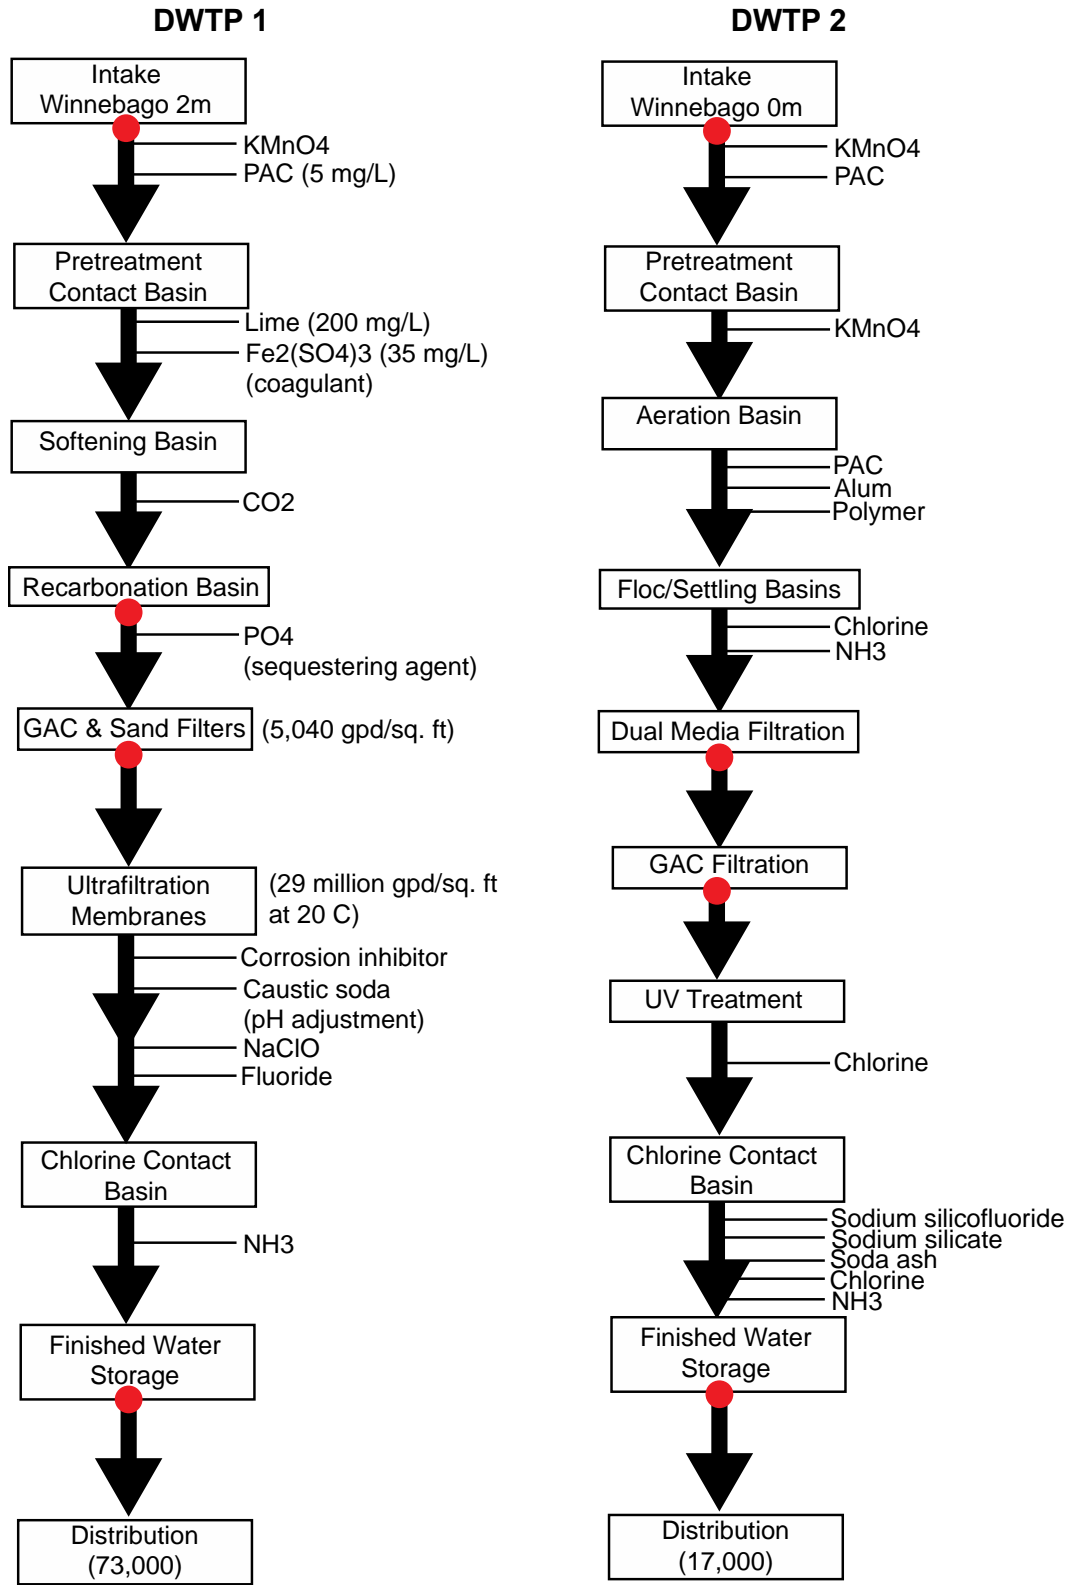 DWTP 1
Intake
Winnebago 2m
KMnO4
PAC (5 mg/L)
Pretreatment
Contact Basin
Lime (200 mg/L)
Fe2(SO4)3 (35 mg/L)
(coagulant)
Softening Basin
CO2
Recarbonation Basin
PO4
(sequestering agent)
GAC & Sand Filters
(5,040 gpd/sq. ft)
Ultrafiltration
Membranes
(29 million gpd/sq. ft
at 20 C)
Corrosion inhibitor
Caustic soda
(pH adjustment)
NaClO
Fluoride
Chlorine Contact
Basin
NH3
Finished Water
Storage
Distribution
(73,000)
DWTP 2
Intake
Winnebago 0m
KMnO4
PAC
Pretreatment
Contact Basin
KMnO4
Aeration Basin
PAC
Alum
Polymer
Floc/Settling Basins
Chlorine
NH3
Dual Media Filtration
GAC Filtration
UV Treatment
Chlorine
Chlorine Contact
Basin
Sodium silicofluoride
Sodium silicate
Soda ash
Chlorine
NH3
Finished Water
Storage
Distribution
(17,000)